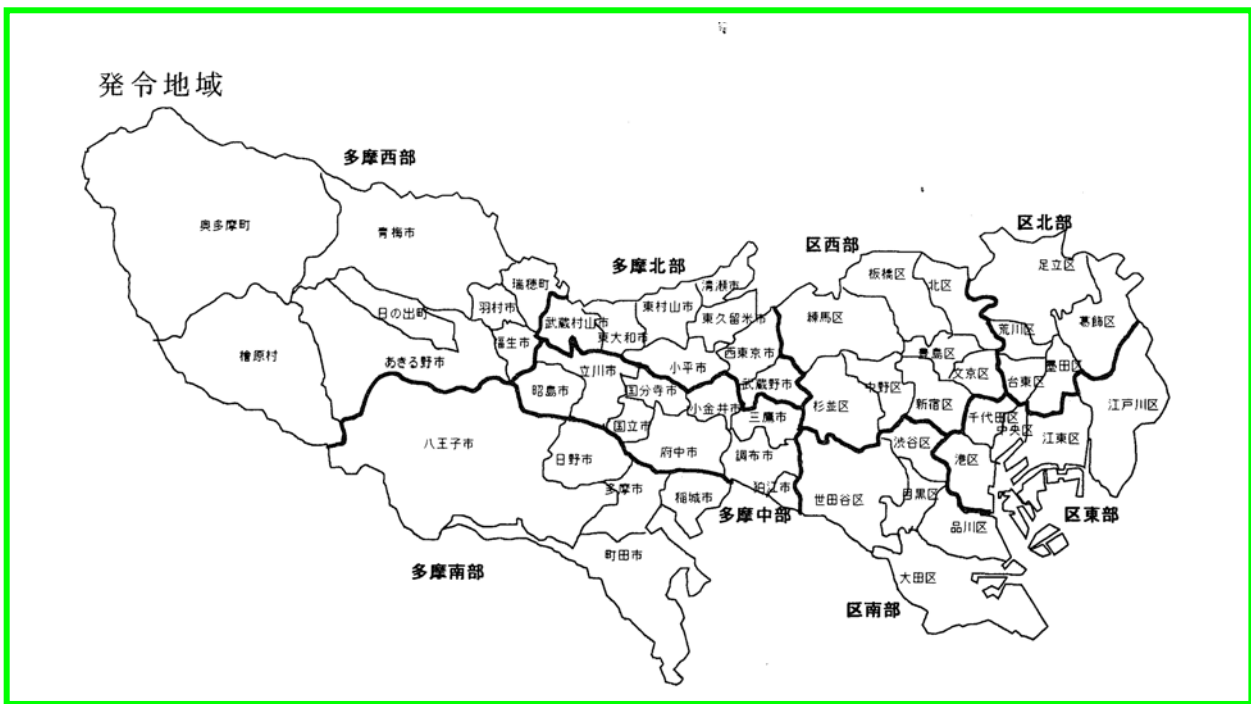 発令地域
多摩西部
奥多摩町
青梅市
瑞穂町
羽村市
日の出町
福生市
檜原村
あきる野市
多摩北部
清瀬市
東村山市
東久留米市
武蔵村山市
東大和市
小平市
西東京市
武蔵野市
多摩中部
立川市
昭島市
国分寺市
小金井市
三鷹市
国立市
府中市
調布市
狛江市
多摩南部
八王子市
日野市
多摩市
稲城市
町田市
区西部
板橋区
北区
練馬区
豊島区
文京区
中野区
新宿区
杉並区
区北部
足立区
葛飾区
荒川区
墨田区
台東区
区東部
江戸川区
千代田区
中央区
江東区
港区
区南部
渋谷区
世田谷区
目黒区
品川区
大田区